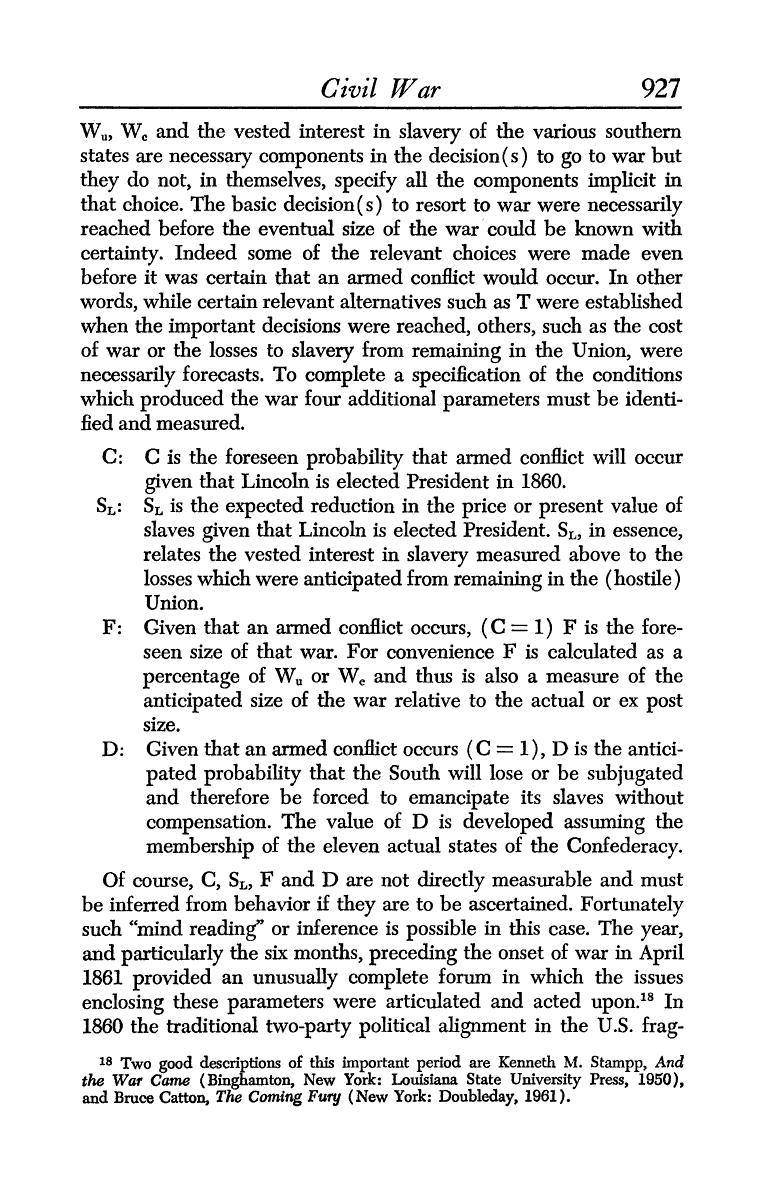 Civil War 927
Wu, Wc and the vested interest in slavery of the various southern
states are necessary components in the decision(s) to go to war but
they do not, in themselves, specify all the components implicit in
that choice. The basic decision(s) to resort to war were necessarily
reached before the eventual size of the war could be known with
certainty. Indeed some of the relevant choices were made even
before it was certain that an armed conflict would occur. In other
words, while certain relevant alternatives such as T were established
when the important decisions were reached, others, such as the cost
of war or the losses to slavery from remaining in the Union, were
necessarily forecasts. To complete a specification of the conditions
which produced the war four additional parameters must be identi-
fied and measured.
C: C is the foreseen probability that armed conflict will occur
given that Lincoln is elected President in 1860.
SL: SL is the expected reduction in the price or present value of
slaves given that Lincoln is elected President. SL, in essence,
relates the vested interest in slavery measured above to the
losses which were anticipated from remaining in the (hostile)
Union.
F: Given that an armed conflict occurs, (C = 1) F is the fore-
seen size of that war. For convenience F is calculated as a
percentage of Wu or Wc and thus is also a measure of the
anticipated size of the war relative to the actual or ex post
size.
D: Given that an armed conflict occurs (C = 1), D is the antici-
pated probability that the South will lose or be subjugated
and therefore be forced to emancipate its slaves without
compensation. The value of D is developed assuming the
membership of the eleven actual states of the Confederacy.
Of course, C, SL, F and D are not directly measurable and must
be inferred from behavior if they are to be ascertained. Fortunately
such “mind reading” or inference is possible in this case. The year,
and particularly the six months, preceding the onset of war in April
1861 provided an unusually complete forum in which the issues
enclosing these parameters were articulated and acted upon.18 In
1860 the traditional two-party political alignment in the U.S. frag-
18 Two good descriptions of this important period are Kenneth M. Stampp, And
the War Came (Binghamton, New York: Louisiana State University Press, 1950),
and Bruce Catton, The Coming Fury (New York: Doubleday, 1961).